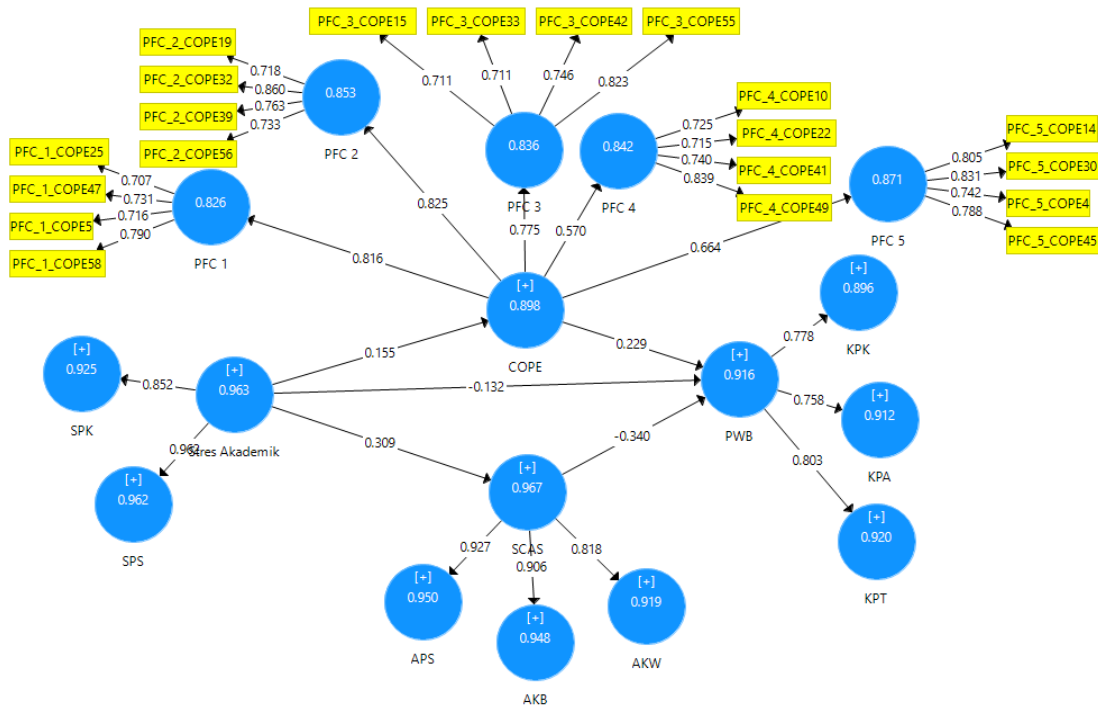 PFC_3_COPE15
PFC_3_COPE33
PFC_3_COPE42
PFC_3_COPE55
PFC_2_COPE19
PFC_2_COPE32
PFC_2_COPE39
PFC_2_COPE56
0.718
0.860
0.763
0.733
0.853
PFC 2
0.711
0.711
0.746
0.823
0.836
PFC 3
0.842
PFC 4
0.725
0.715
0.740
0.839
PFC_4_COPE10
PFC_4_COPE22
PFC_4_COPE41
PFC_4_COPE49
PFC_1_COPE25
PFC_1_COPE47
PFC_1_COPE5
PFC_1_COPE58
0.707
0.731
0.716
0.790
0.826
PFC 1
0.871
PFC 5
0.805
0.831
0.742
0.788
PFC_5_COPE14
PFC_5_COPE30
PFC_5_COPE4
PFC_5_COPE45
0.816
0.825
0.775
0.570
0.664
[+]
0.898
COPE
[+]
0.896
KPK
[+]
0.925
SPK
0.852
[+]
0.963
Stres Akademik
0.155
-0.132
0.309
0.229
[+]
0.916
PWB
0.778
0.758
0.803
[+]
0.912
KPA
0.962
[+]
0.962
SPS
-0.340
[+]
0.967
SCAS
0.927
0.906
0.818
[+]
0.920
KPT
[+]
0.950
APS
[+]
0.948
AKB
[+]
0.919
AKW